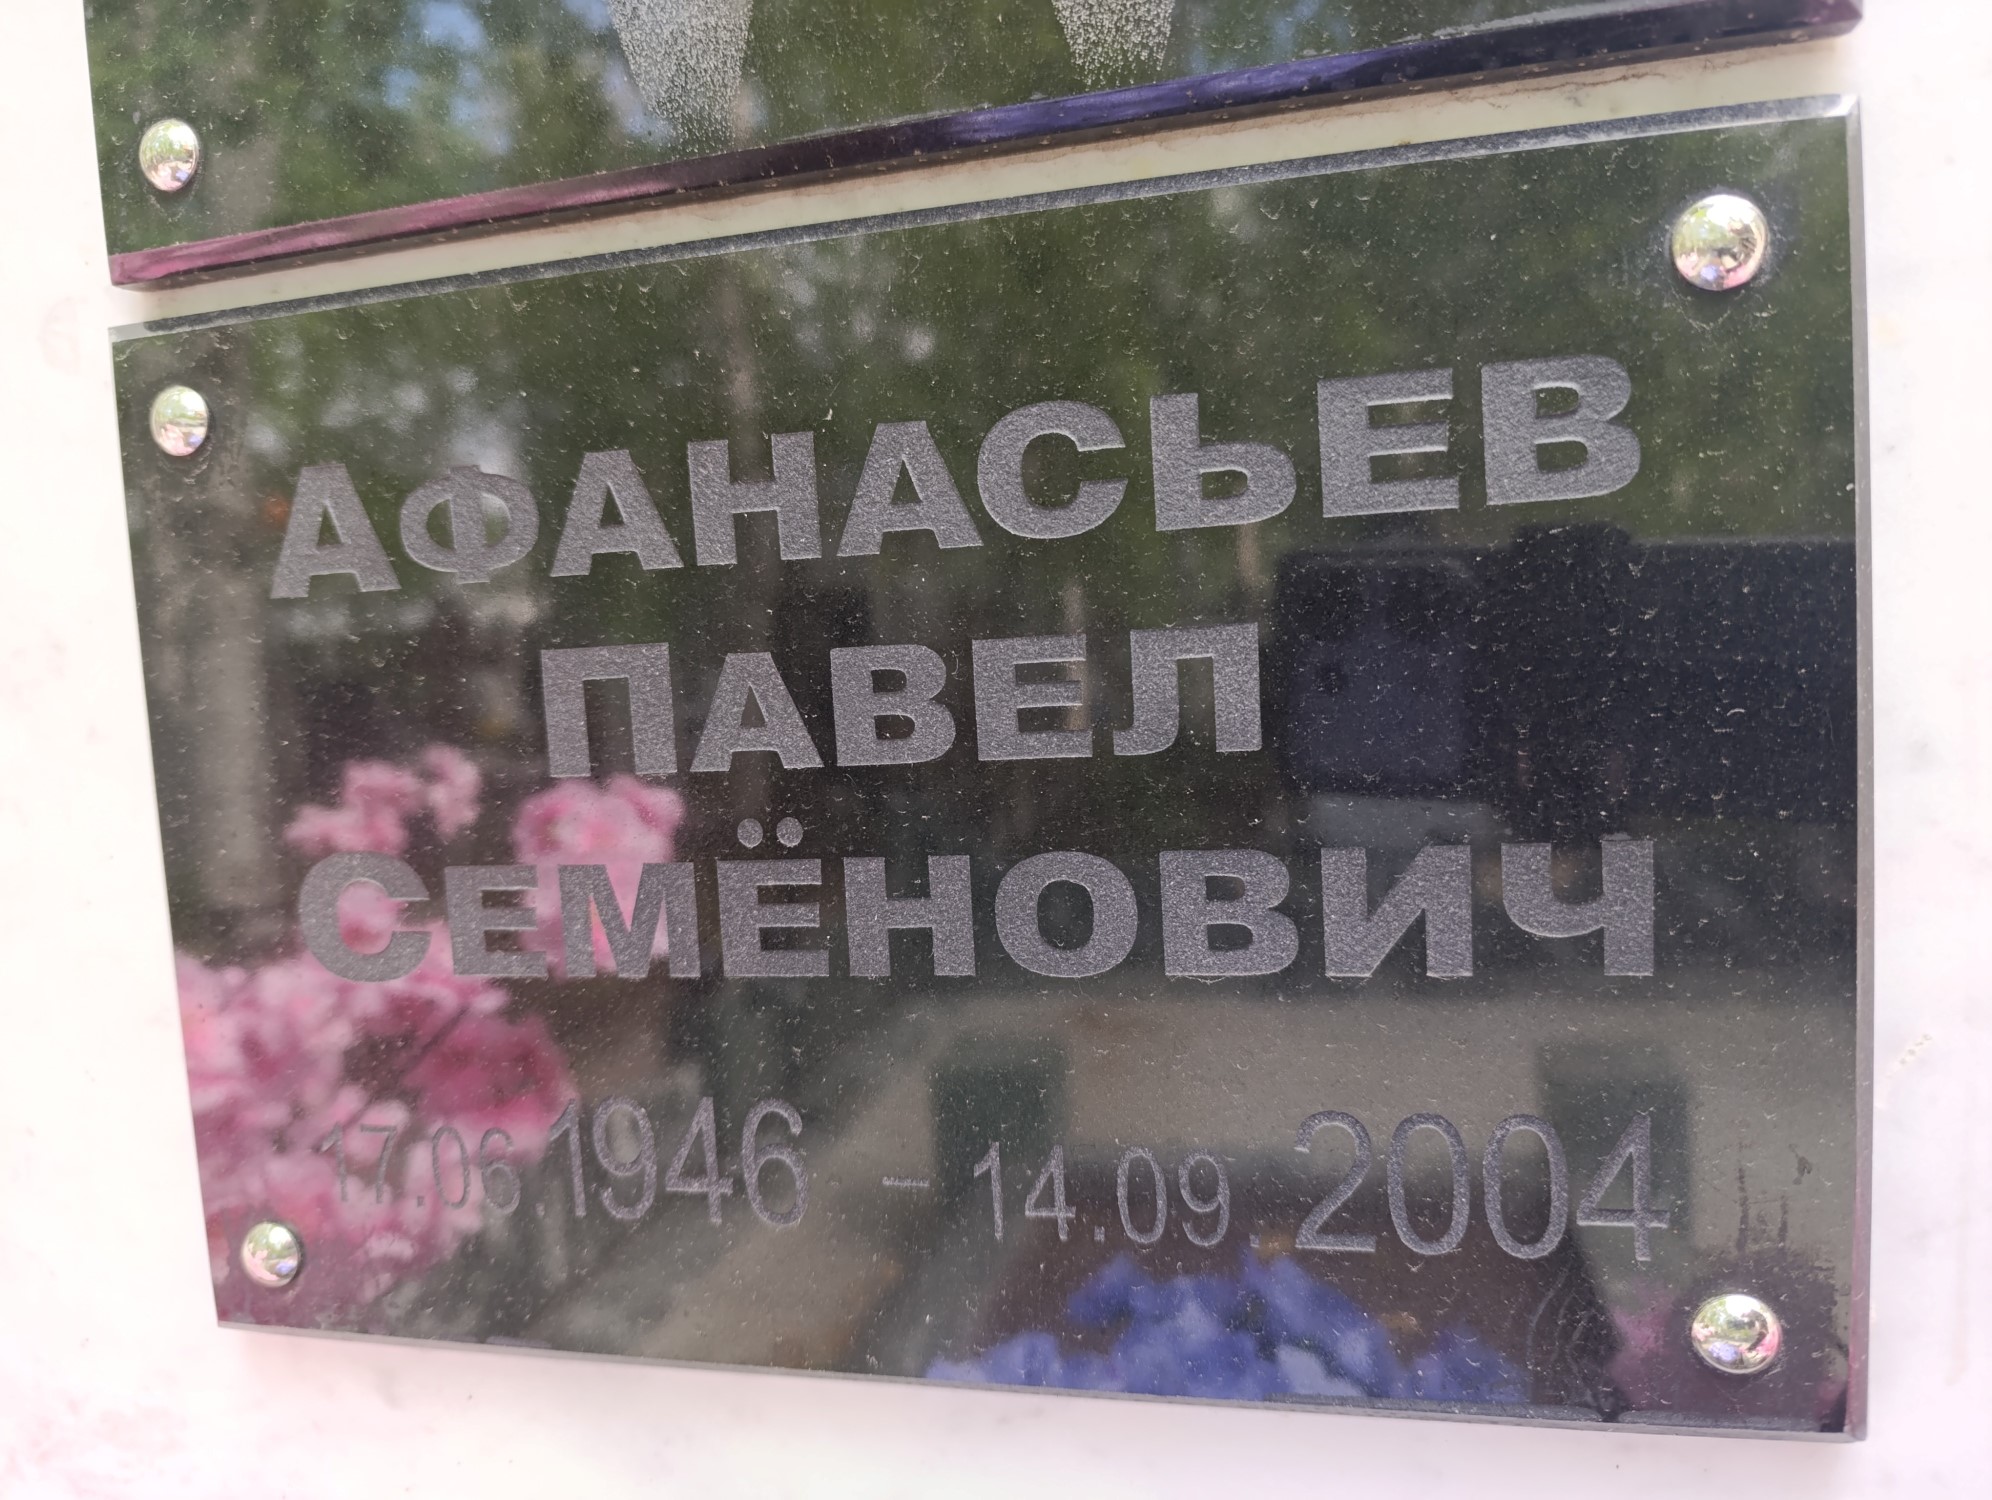 АФАНАСЬЕВ
ПАВЕЛ
СЕМЁНОВИЧ
17.06.1946 - 14.09.2004